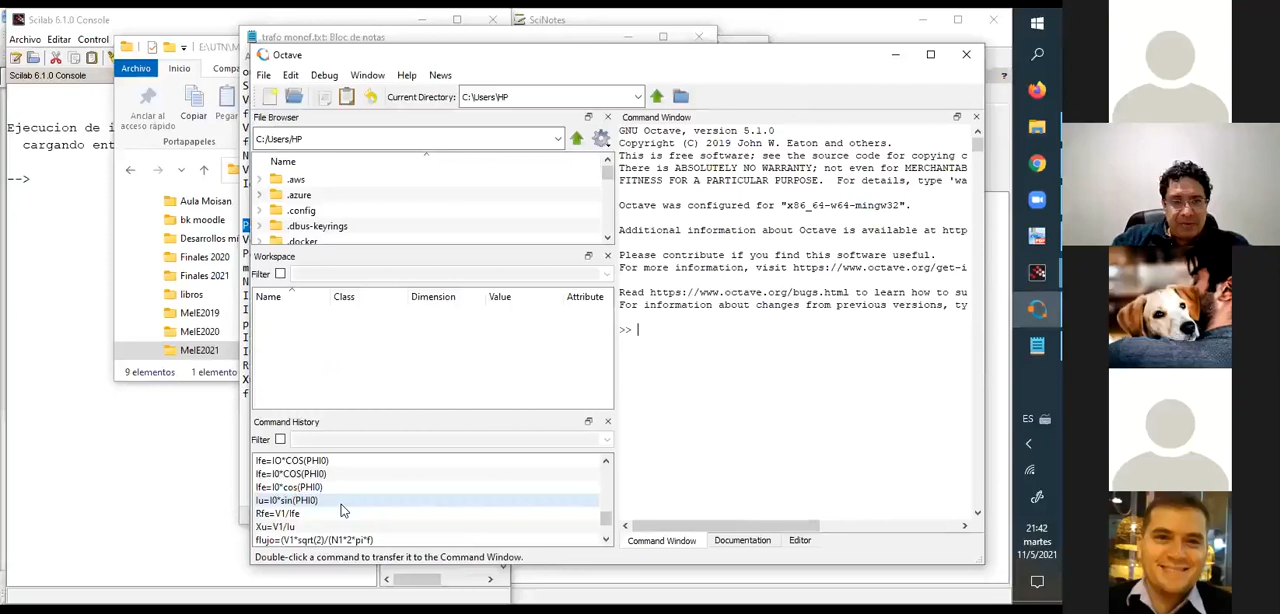 Scilab 6.1.0 Console
Archivo Editar Control
Scilab 6.1.0 Console
Ejecucion de i
cargando ent
-->
E:\UTN\M
Archivo Inicio Compa
Anclar al
acceso rápido
Copiar
Pegar
Portapapeles
Aula Moisan
bk moodle
Desarrollos mi
Finales 2020
Finales 2021
libros
MeIE2019
MeIE2020
MeIE2021
9 elementos 1 elemento
trafo monof.txt: Bloc de notas
SciNotes
Octave
File Edit Debug Window Help News
Current Directory: C:\Users\HP
File Browser
C:/Users/HP
Name
.aws
.azure
.config
.dbus-keyrings
.docker
Workspace
Filter
Name Class Dimension Value Attribute
Command History
Filter
Ife=IO*COS(PHI0)
Ife=I0*COS(PHI0)
Ife=I0*cos(PHI0)
Iu=I0*sin(PHI0)
Rfe=V1/Ife
Xu=V1/Iu
flujo=(V1*sqrt(2)/(N1*2*pi*f)
Double-click a command to transfer it to the Command Window.
Command Window
GNU Octave, version 5.1.0
Copyright (C) 2019 John W. Eaton and others.
This is free software; see the source code for copying c
There is ABSOLUTELY NO WARRANTY; not even for MERCHANTAB
FITNESS FOR A PARTICULAR PURPOSE. For details, type 'wa
Octave was configured for "x86_64-w64-mingw32".
Additional information about Octave is available at http
Please contribute if you find this software useful.
For more information, visit https://www.octave.org/get-i
Read https://www.octave.org/bugs.html to learn how to su
For information about changes from previous versions, ty
>>
Command Window Documentation Editor
ES
21:42
martes
11/5/2021